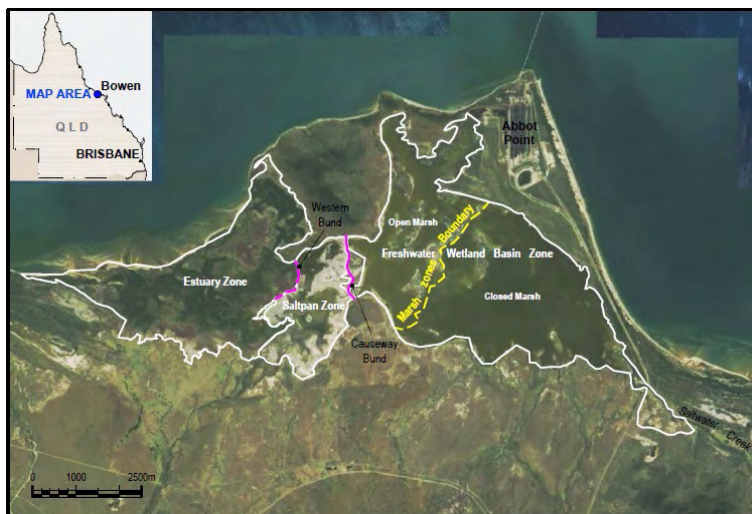 Bowen
MAP AREA
QLD
BRISBANE
Abbot
Point
Western
Bund
Open Marsh
Marsh zones Boundary
Freshwater Wetland Basin Zone
Estuary Zone
Saltpan Zone
Closed Marsh
Causeway
Bund
Saltwater Creek
0 1000 2500m